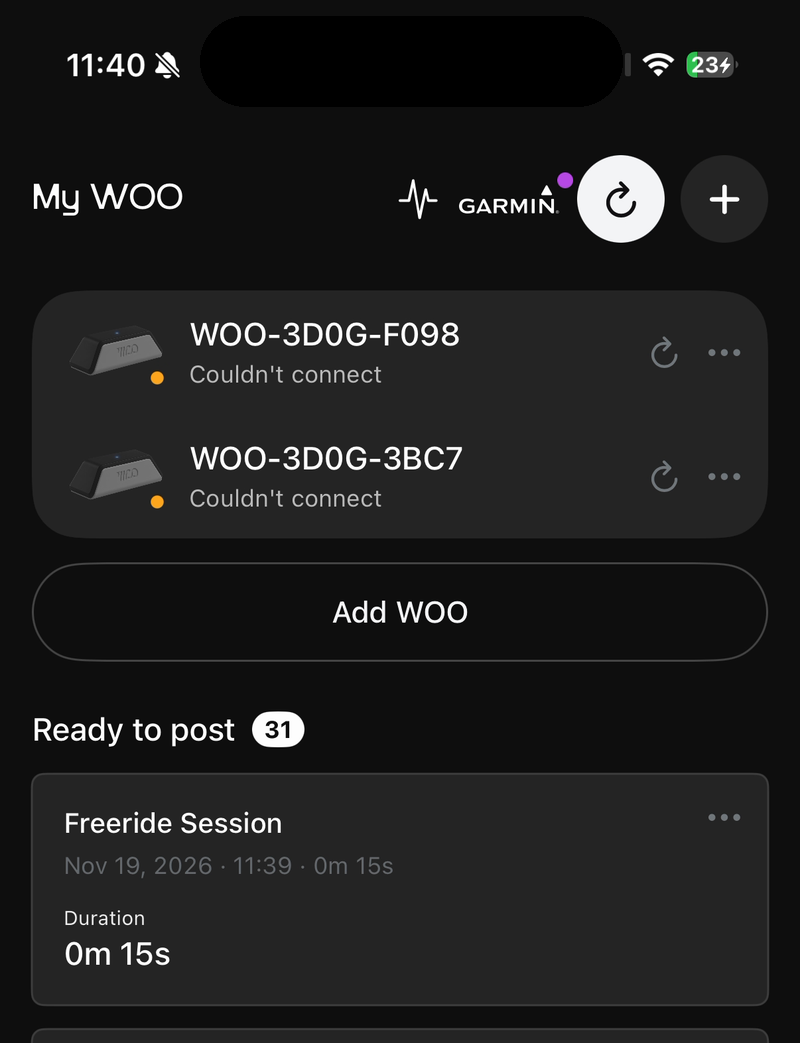 11:40
23
My WOO
GARMIN
WOO-3D0G-F098
Couldn't connect
WOO-3D0G-3BC7
Couldn't connect
Add WOO
Ready to post 31
Freeride Session
Nov 19, 2026 · 11:39 · 0m 15s
Duration
0m 15s